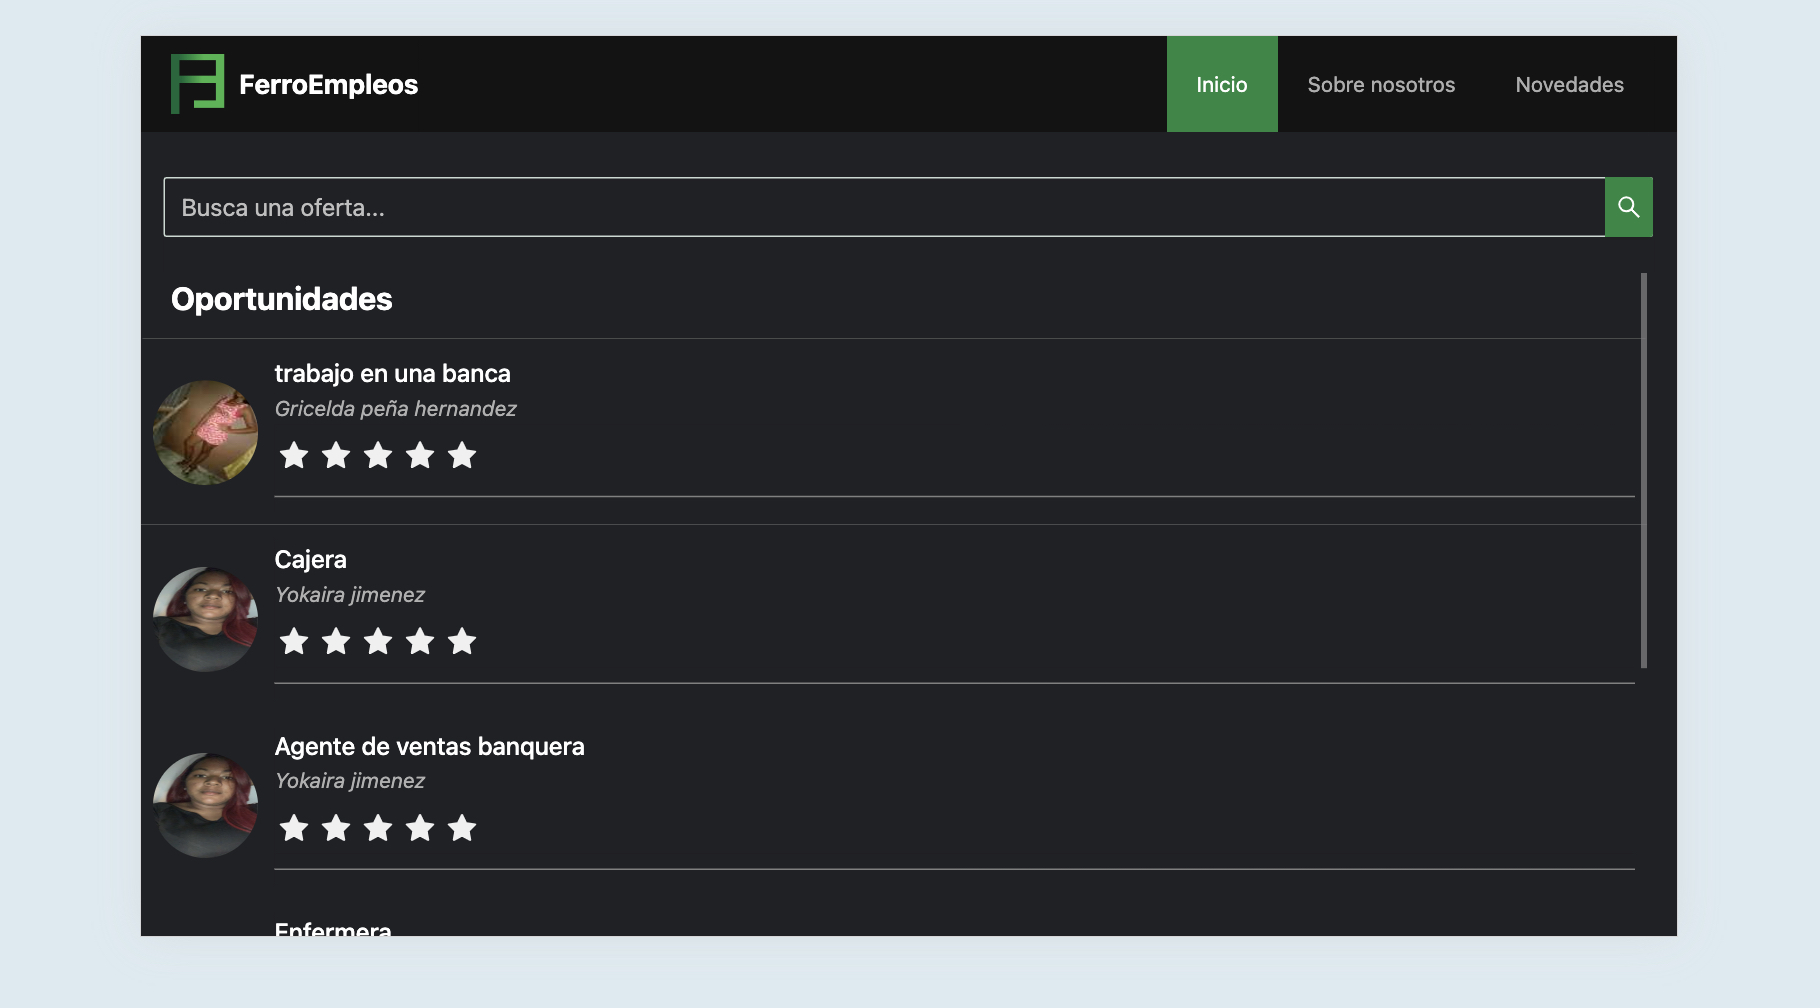 FerroEmpleos
Inicio
Sobre nosotros
Novedades
Busca una oferta...
Oportunidades
trabajo en una banca
Gricelda peña hernandez
Cajera
Yokaira jimenez
Agente de ventas banquera
Yokaira jimenez
Enfermera